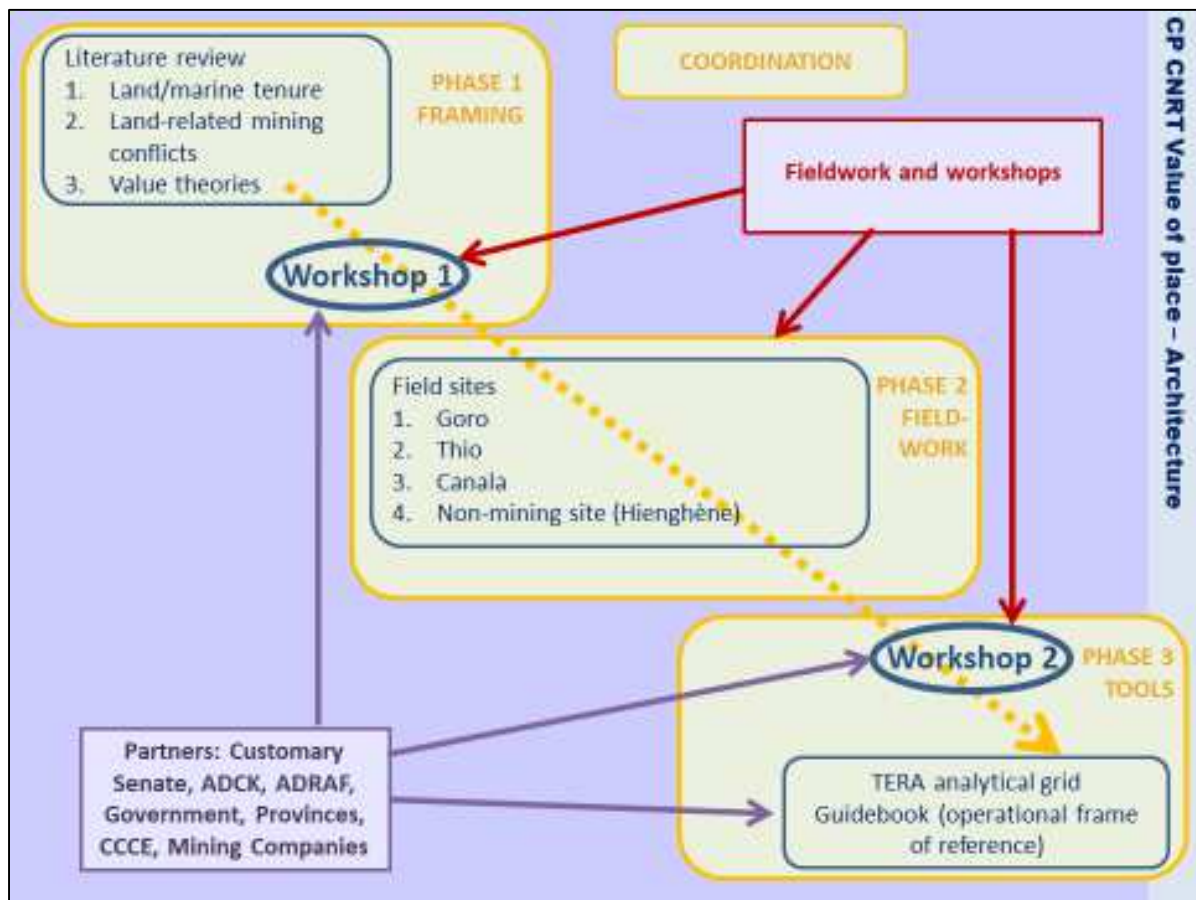 Literature review
1. Land/marine tenure
2. Land-related mining
conflicts
3. Value theories
PHASE 1
FRAMING
COORDINATION
Fieldwork and workshops
Workshop 1
Field sites
1. Goro
2. Thio
3. Canala
4. Non-mining site (Hienghène)
PHASE 2
FIELD-
WORK
Workshop 2
PHASE 3
TOOLS
Partners: Customary
Senate, ADCK, ADRAF,
Government, Provinces,
CCCE, Mining Companies
TERA analytical grid
Guidebook (operational frame
of reference)
CP CNRT Value of place – Architecture